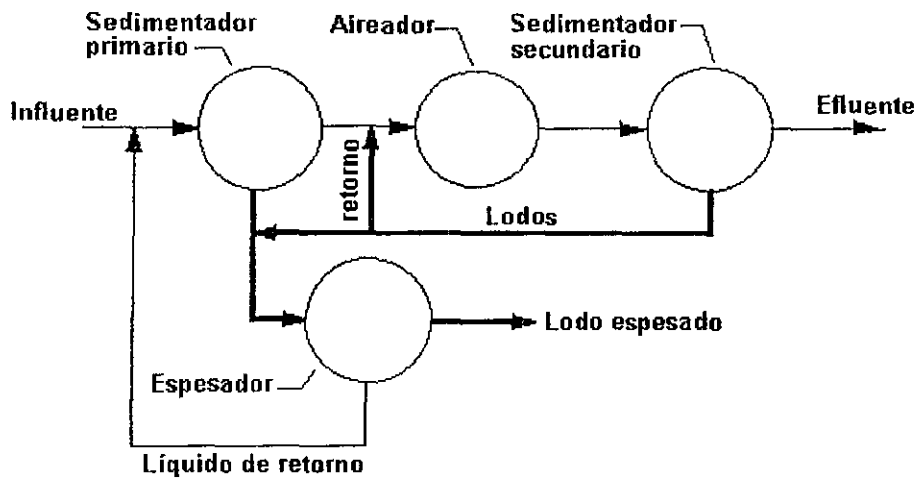 Sedimentador
primario
Aireador
Sedimentador
secundario
Influente
Efluente
retorno
Lodos
Lodo espesado
Espesador
Líquido de retorno